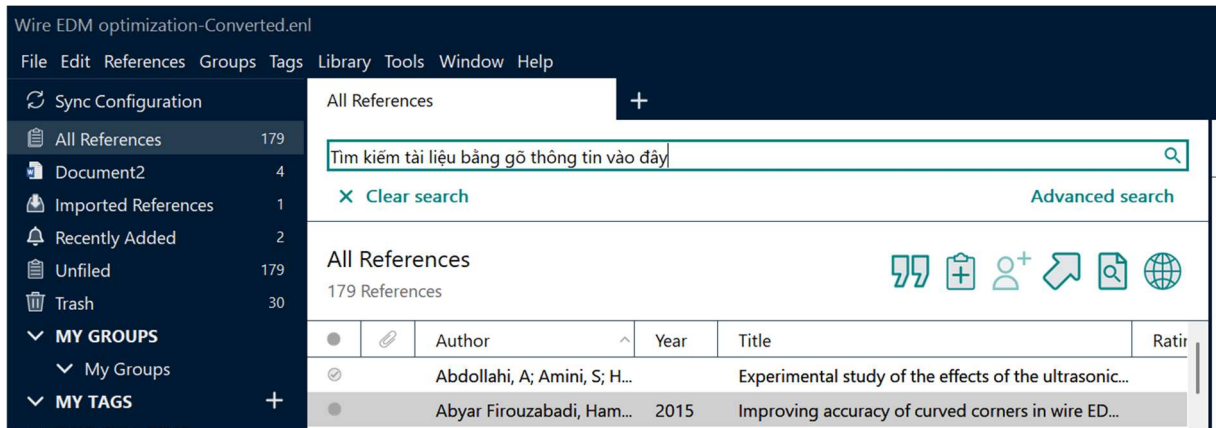 Wire EDM optimization-Converted.enl
File Edit References Groups Tags Library Tools Window Help
Sync Configuration
All References 179
Document2 4
Imported References 1
Recently Added 2
Unfiled 179
Trash 30
MY GROUPS
My Groups
MY TAGS +
All References +
Tìm kiếm tài liệu bằng gõ thông tin vào đây
Clear search Advanced search
All References
179 References
Author Year Title Ratin
Abdollahi, A; Amini, S; H... Experimental study of the effects of the ultrasonic...
Abyar Firouzabadi, Ham... 2015 Improving accuracy of curved corners in wire ED...